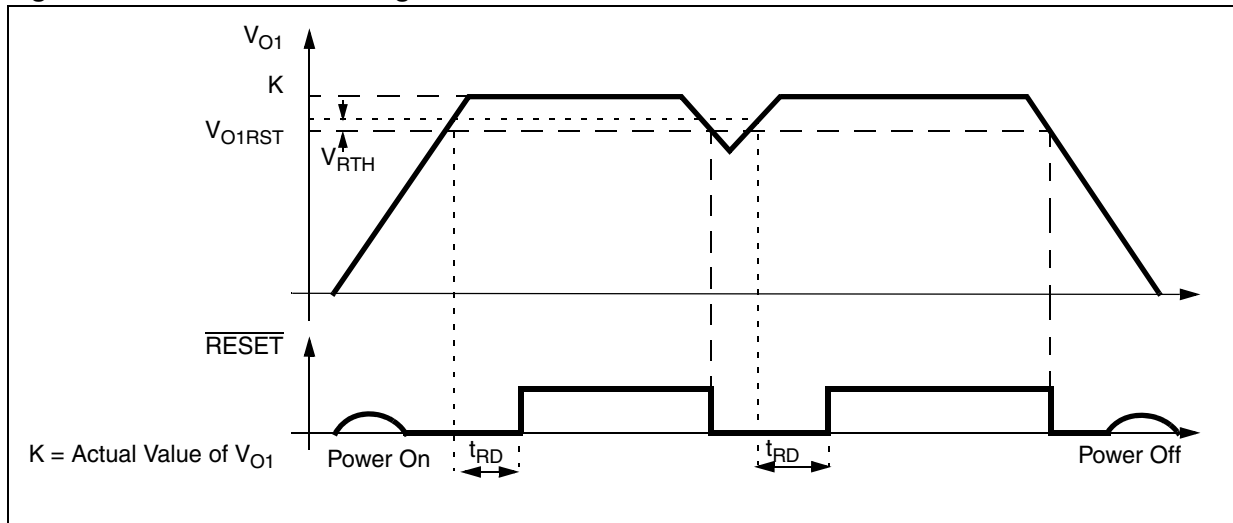 V_O1
K
V_O1RST
V_RTH
RESET
K = Actual Value of V_O1
Power On
t_RD
t_RD
Power Off